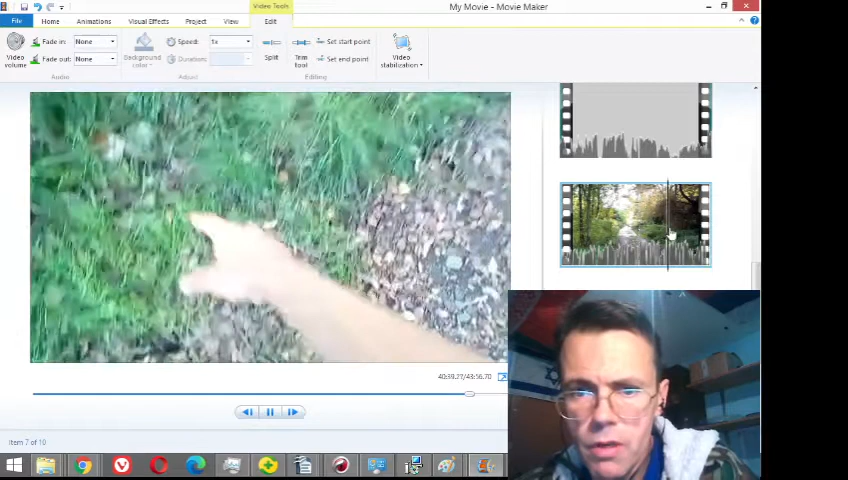 Video Tools
My Movie - Movie Maker
File Home Animations Visual Effects Project View Edit
Video volume
Fade in: None
Fade out: None
Audio
Background color
Speed: 1x
Duration:
Adjust
Split
Trim tool
Set start point
Set end point
Editing
Video stabilization
40:39.27/43:56.70
Item 7 of 10